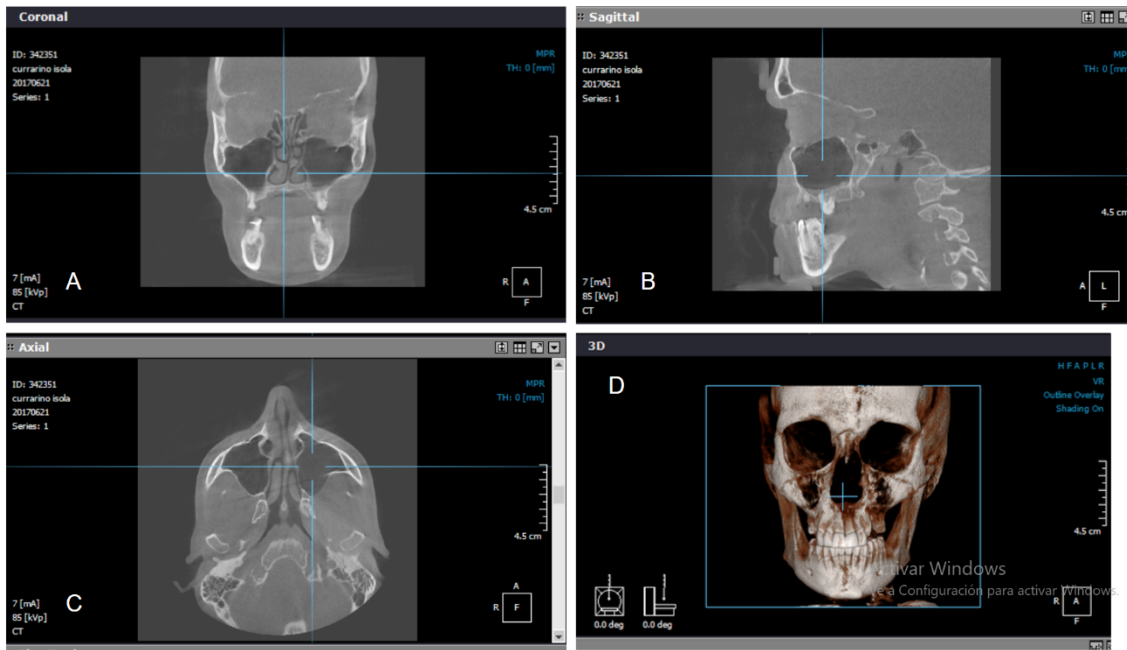 Coronal
ID: 342351
currarino isola
20170621
Series: 1
MPR
TH: 0 [mm]
4.5 cm
7 [mA]
85 [kVp]
CT
A
R A
F
Sagittal
ID: 342351
currarino isola
20170621
Series: 1
MPR
TH: 0 [mm]
4.5 cm
7 [mA]
85 [kVp]
CT
B
A L
F
Axial
ID: 342351
currarino isola
20170621
Series: 1
MPR
TH: 0 [mm]
4.5 cm
7 [mA]
85 [kVp]
CT
C
A
R F
3D
D
H F A P L R
VR
Outline Overlay
Shading On
4.5 cm
0.0 deg 0.0 deg
Activar Windows
Ve a Configuración para activar Windows.
R A
F